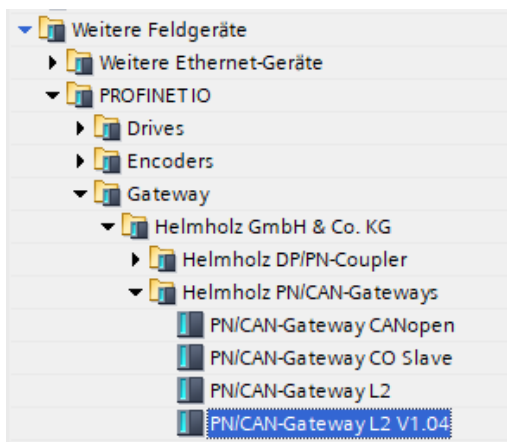 Weitere Feldgeräte
Weitere Ethernet-Geräte
PROFINET IO
Drives
Encoders
Gateway
Helmholz GmbH & Co. KG
Helmholz DP/PN-Coupler
Helmholz PN/CAN-Gateways
PN/CAN-Gateway CANopen
PN/CAN-Gateway CO Slave
PN/CAN-Gateway L2
PN/CAN-Gateway L2 V1.04